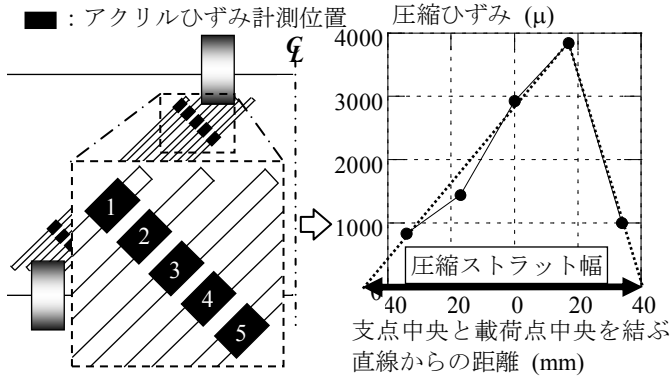 ■：アクリルひずみ計測位置
℄
1
2
3
4
5
圧縮ひずみ (μ)
4000
3000
2000
1000
0
圧縮ストラット幅
40 20 0 20 40
支点中央と載荷点中央を結ぶ
直線からの距離 (mm)